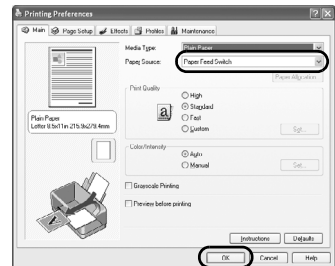 Printing Preferences
Main Page Setup Effects Profiles Maintenance
Media Type: Plain Paper
Paper Source: Paper Feed Switch
Paper Allocation...
Print Quality
High
Standard
Fast
Custom Set...
Plain Paper
Letter 8.5x11in 215.9x279.4mm
Color/Intensity
Auto
Manual Set...
Grayscale Printing
Preview before printing
Instructions Defaults
OK Cancel Help